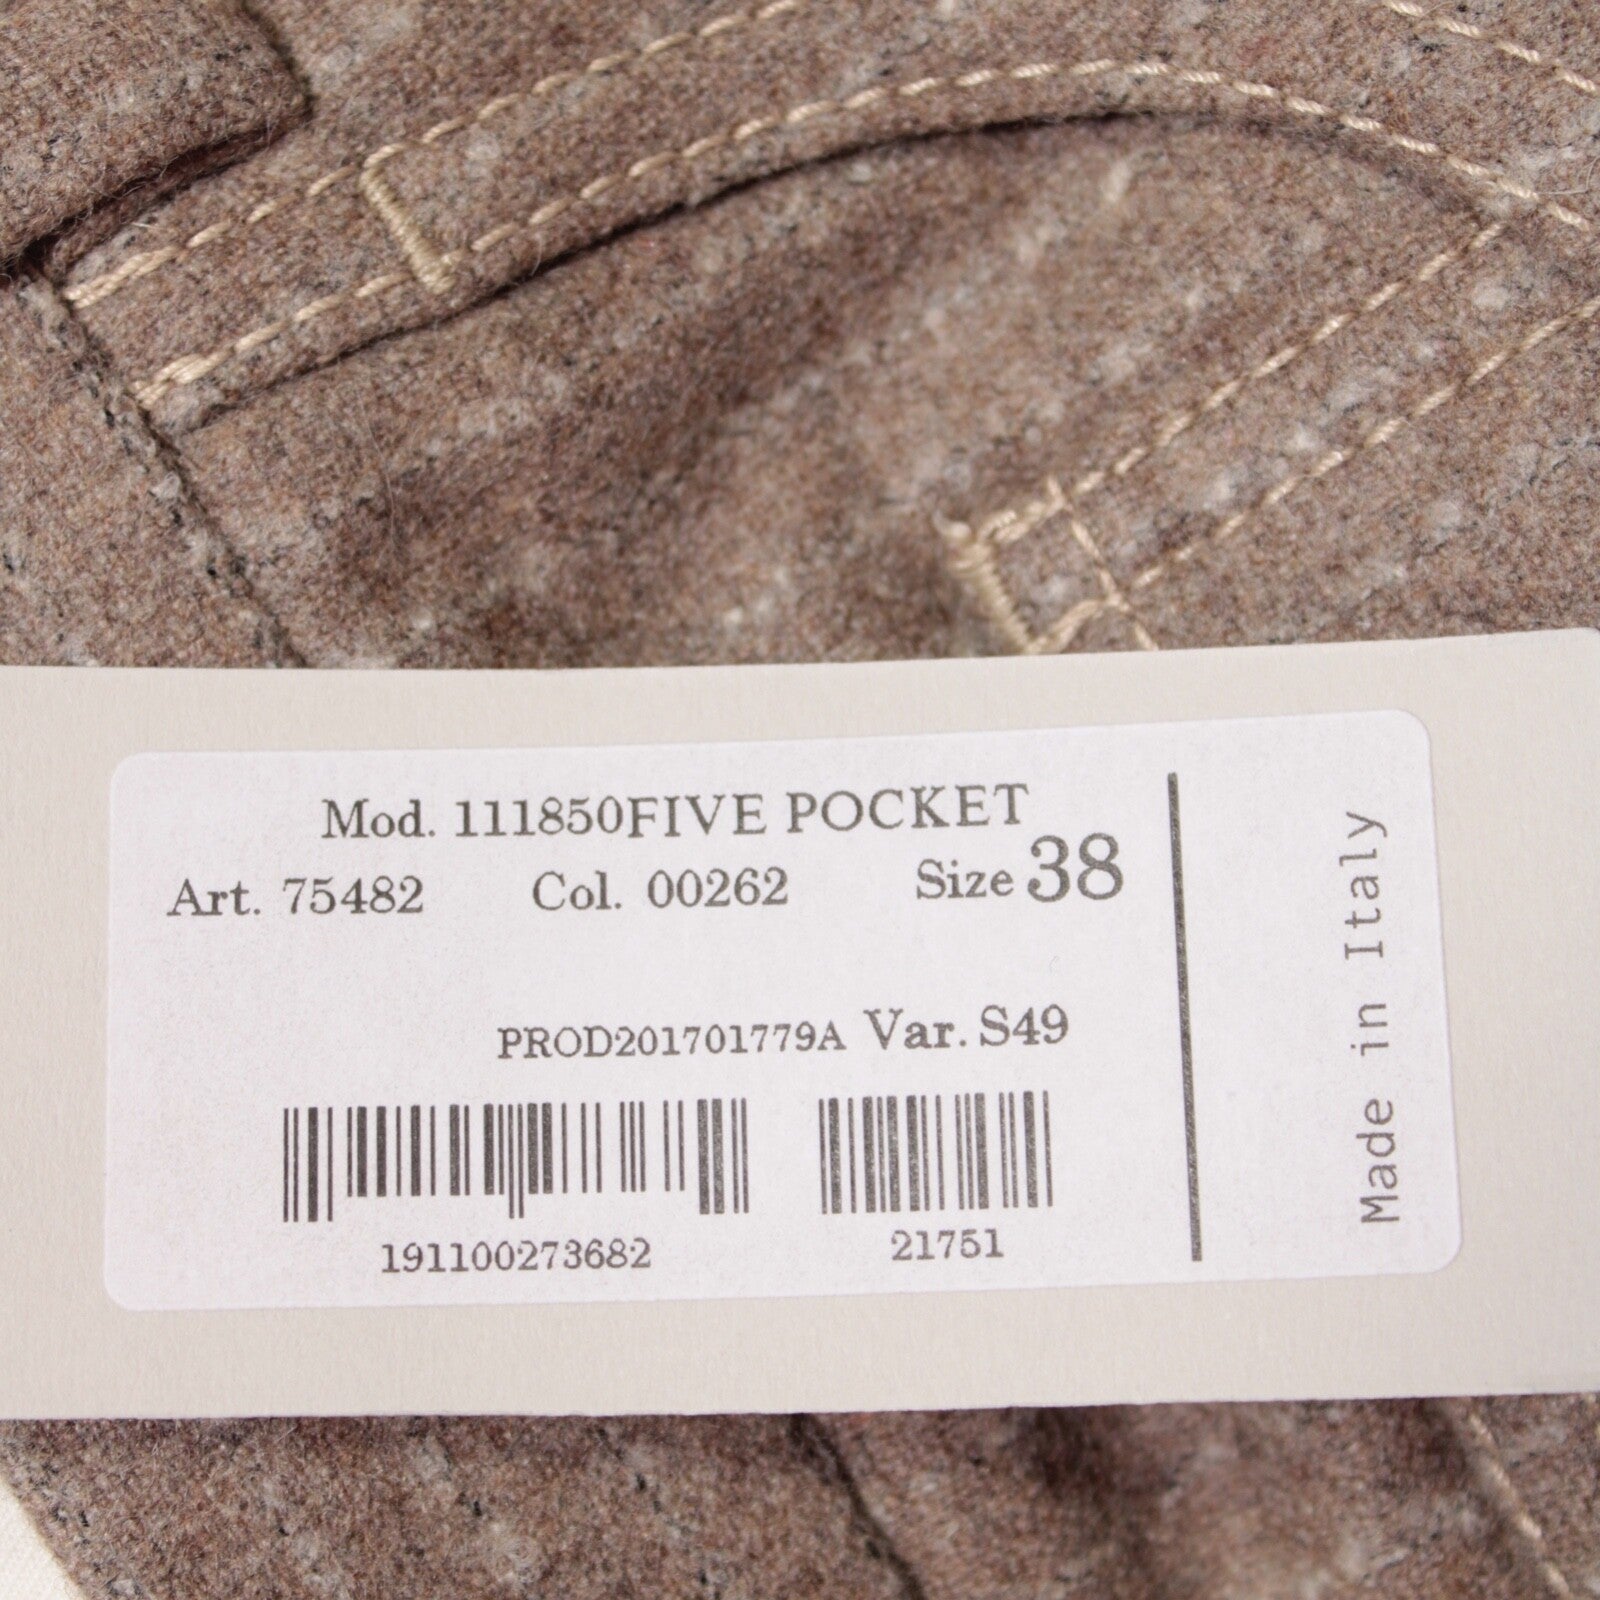 Mod. 111850FIVE POCKET
Art. 75482 Col. 00262 Size 38
PROD201701779A Var. S49
191100273682 21751
Made in Italy